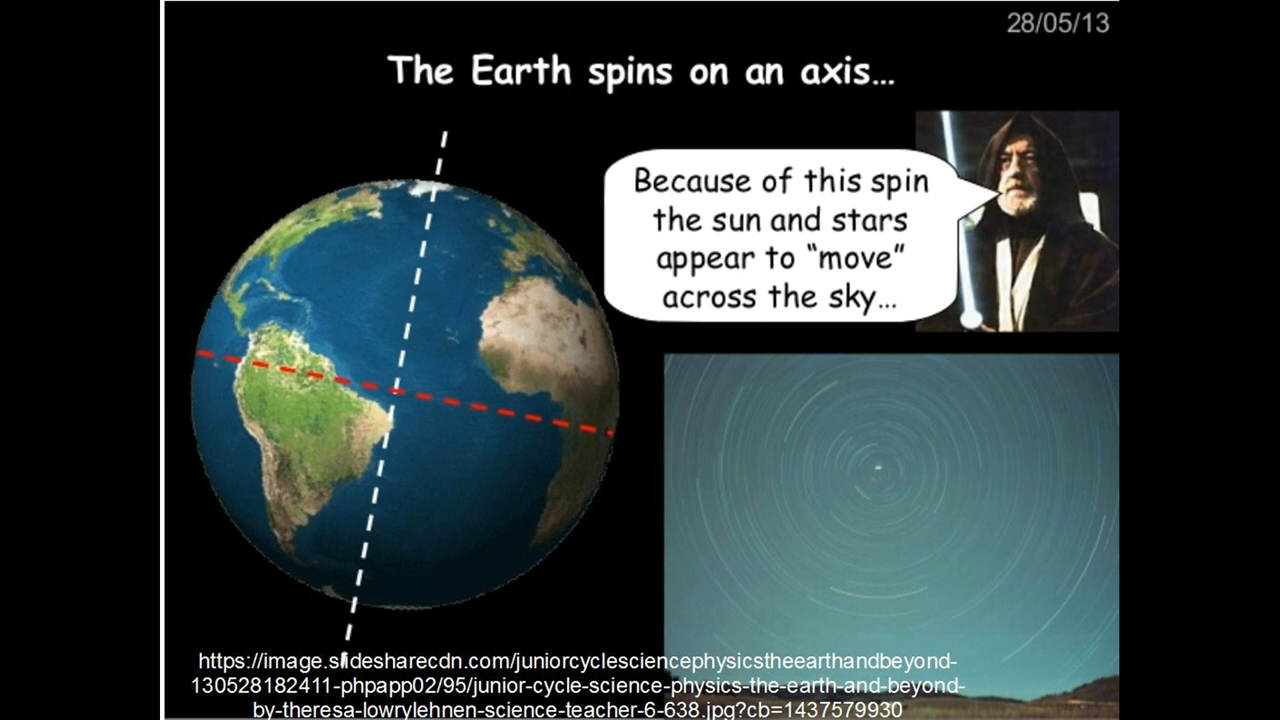 28/05/13
The Earth spins on an axis…
Because of this spin
the sun and stars
appear to “move”
across the sky…
https://image.slidesharecdn.com/juniorcyclesciencephysicstheearthandbeyond-
130528182411-phpapp02/95/junior-cycle-science-physics-the-earth-and-beyond-
by-theresa-lowrylehnen-science-teacher-6-638.jpg?cb=1437579930